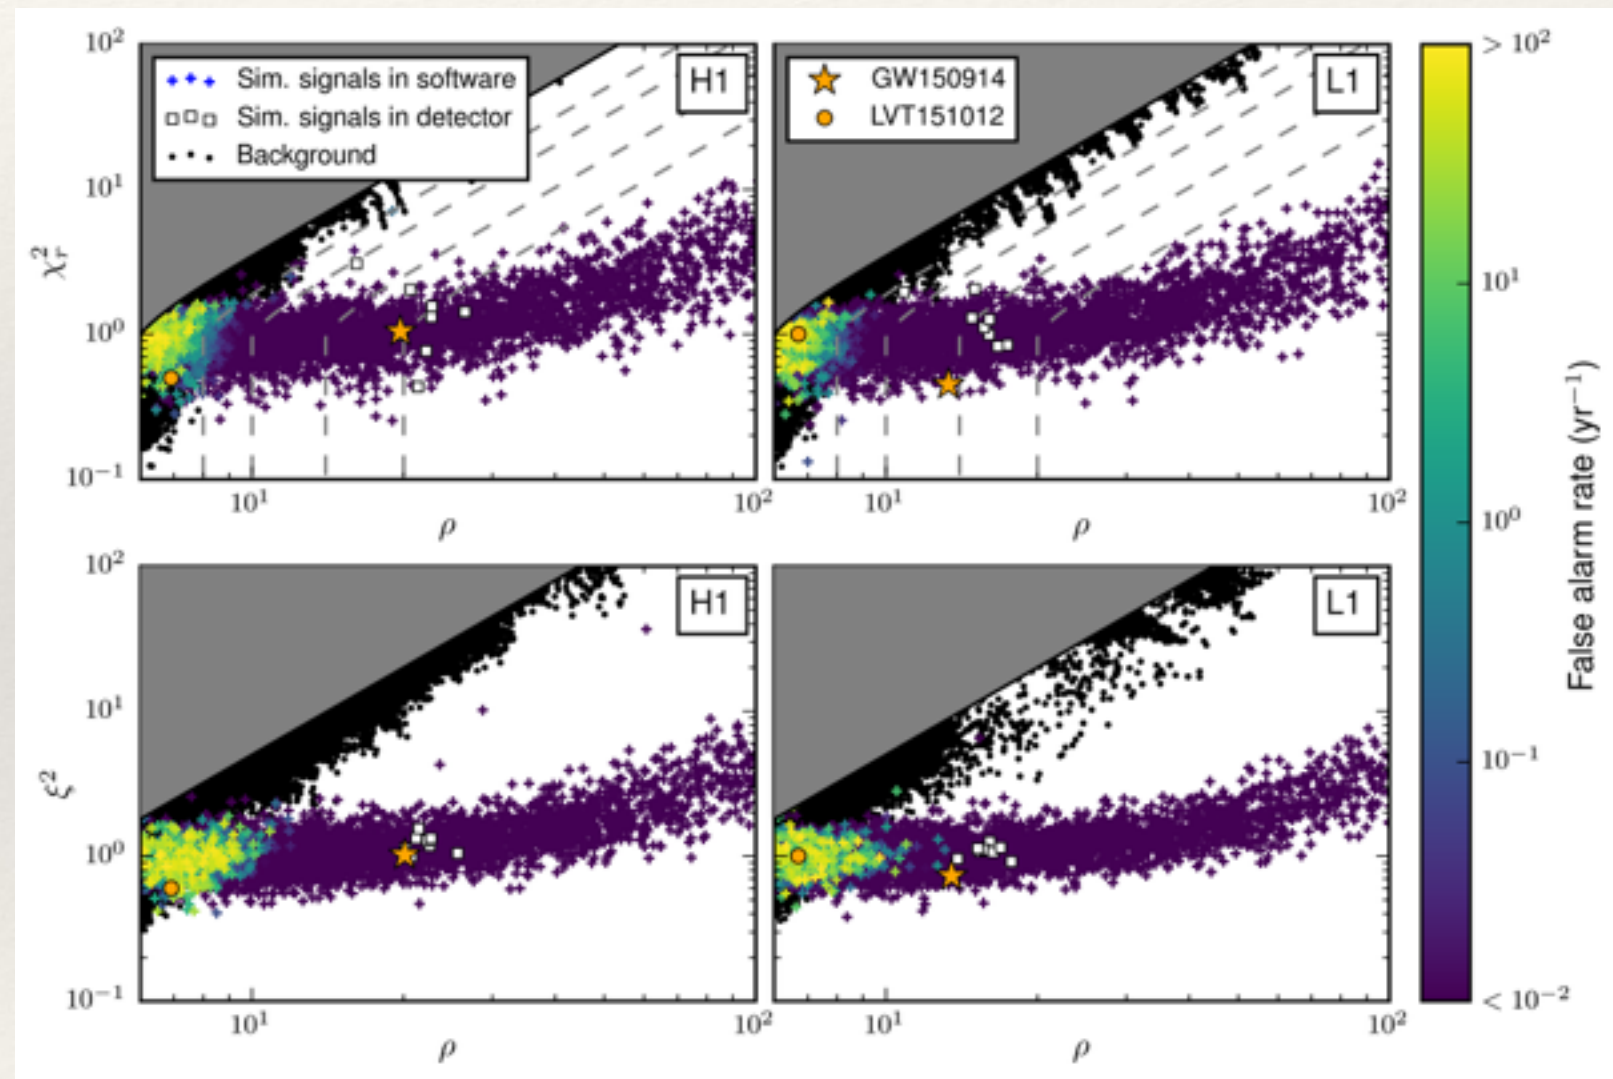 10²
10¹
10⁰
10⁻¹
χ²ᵣ
Sim. signals in software
Sim. signals in detector
Background
H1
10¹
10²
ρ
GW150914
LVT151012
L1
10¹
10²
ρ
10²
10¹
10⁰
10⁻¹
ξ²
H1
10¹
10²
ρ
L1
10¹
10²
ρ
> 10²
10¹
10⁰
10⁻¹
< 10⁻²
False alarm rate (yr⁻¹)